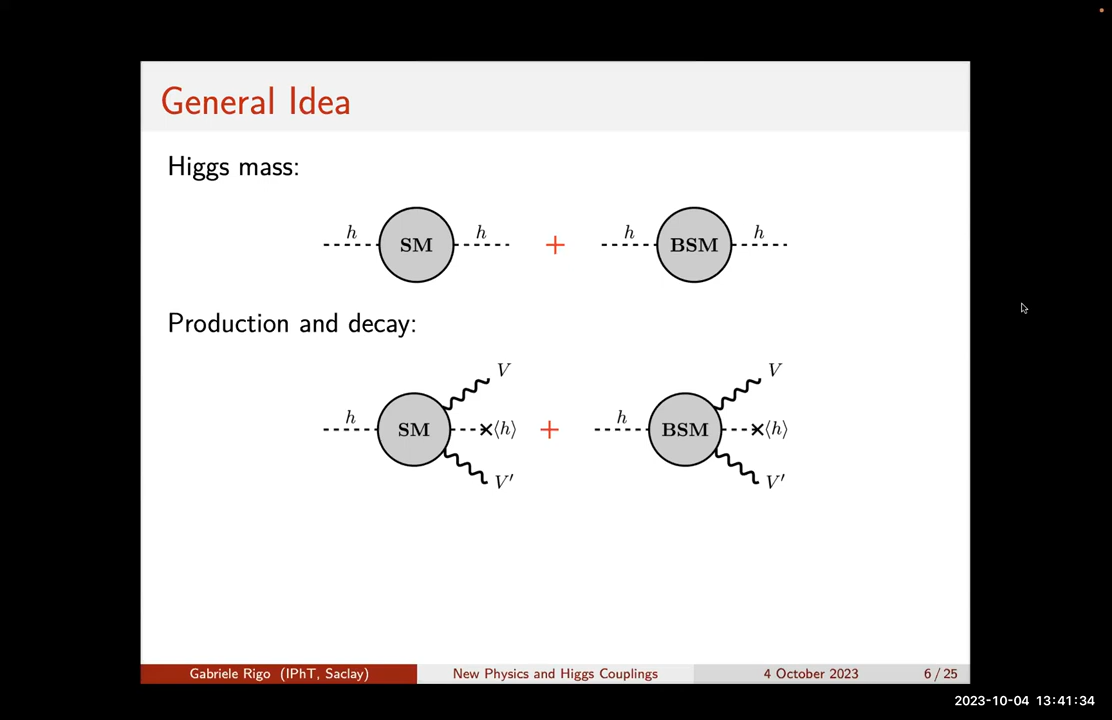 General Idea
Higgs mass:
h SM h + h BSM h
Production and decay:
V V
h SM ⟨h⟩ + h BSM ⟨h⟩
V′ V′
Gabriele Rigo (IPhT, Saclay) New Physics and Higgs Couplings 4 October 2023 6 / 25
2023-10-04 13:41:34